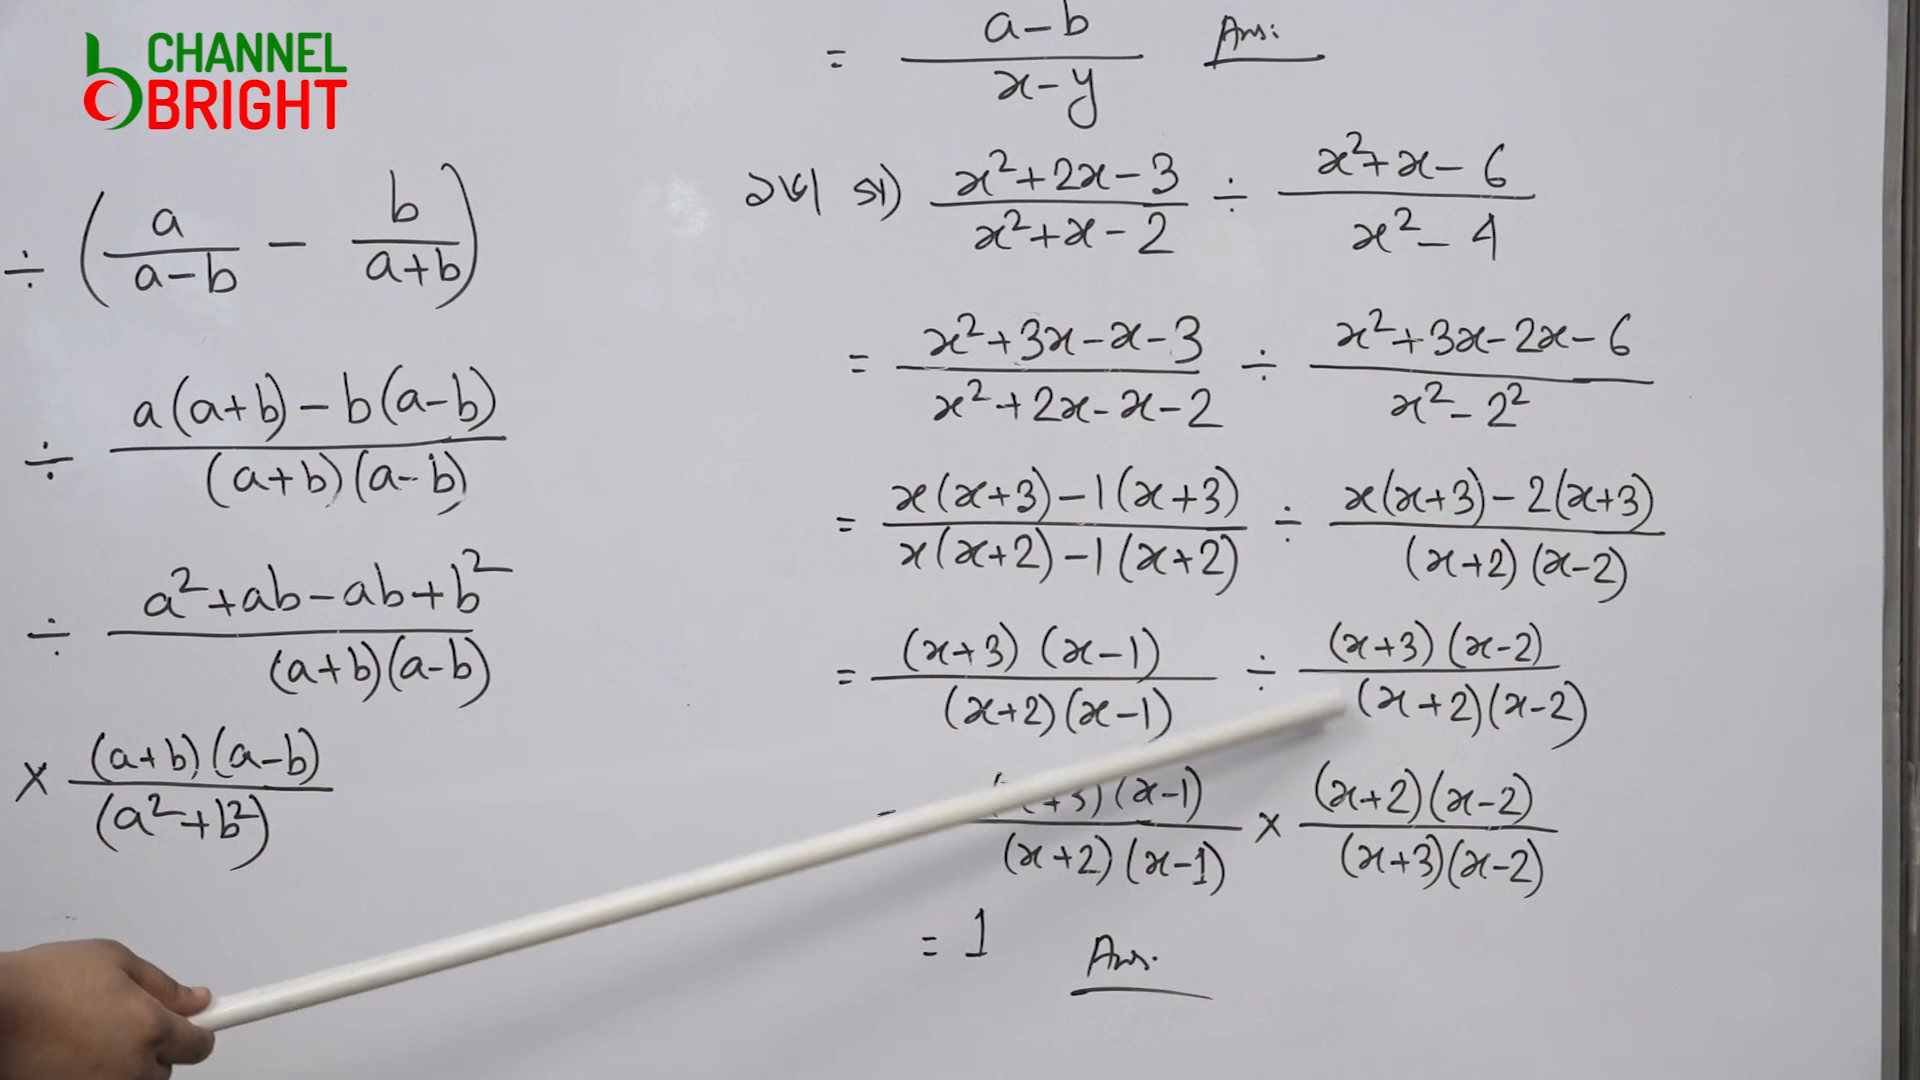 CHANNEL
BRIGHT
÷ (a/(a-b) - b/(a+b))
÷ (a(a+b)-b(a-b))/((a+b)(a-b))
÷ (a²+ab-ab+b²)/((a+b)(a-b))
× ((a+b)(a-b))/((a²+b²))
= (a-b)/(x-y) Ans:
(x²+2x-3)/(x²+x-2) ÷ (x²+x-6)/(x²-4)
= (x²+3x-x-3)/(x²+2x-x-2) ÷ (x²+3x-2x-6)/(x²-2²)
= (x(x+3)-1(x+3))/(x(x+2)-1(x+2)) ÷ (x(x+3)-2(x+3))/((x+2)(x-2))
= ((x+3)(x-1))/((x+2)(x-1)) ÷ ((x+3)(x-2))/((x+2)(x-2))
= (+3)(x-1)/((x+2)(x-1)) × ((x+2)(x-2))/((x+3)(x-2))
= 1 Ans.